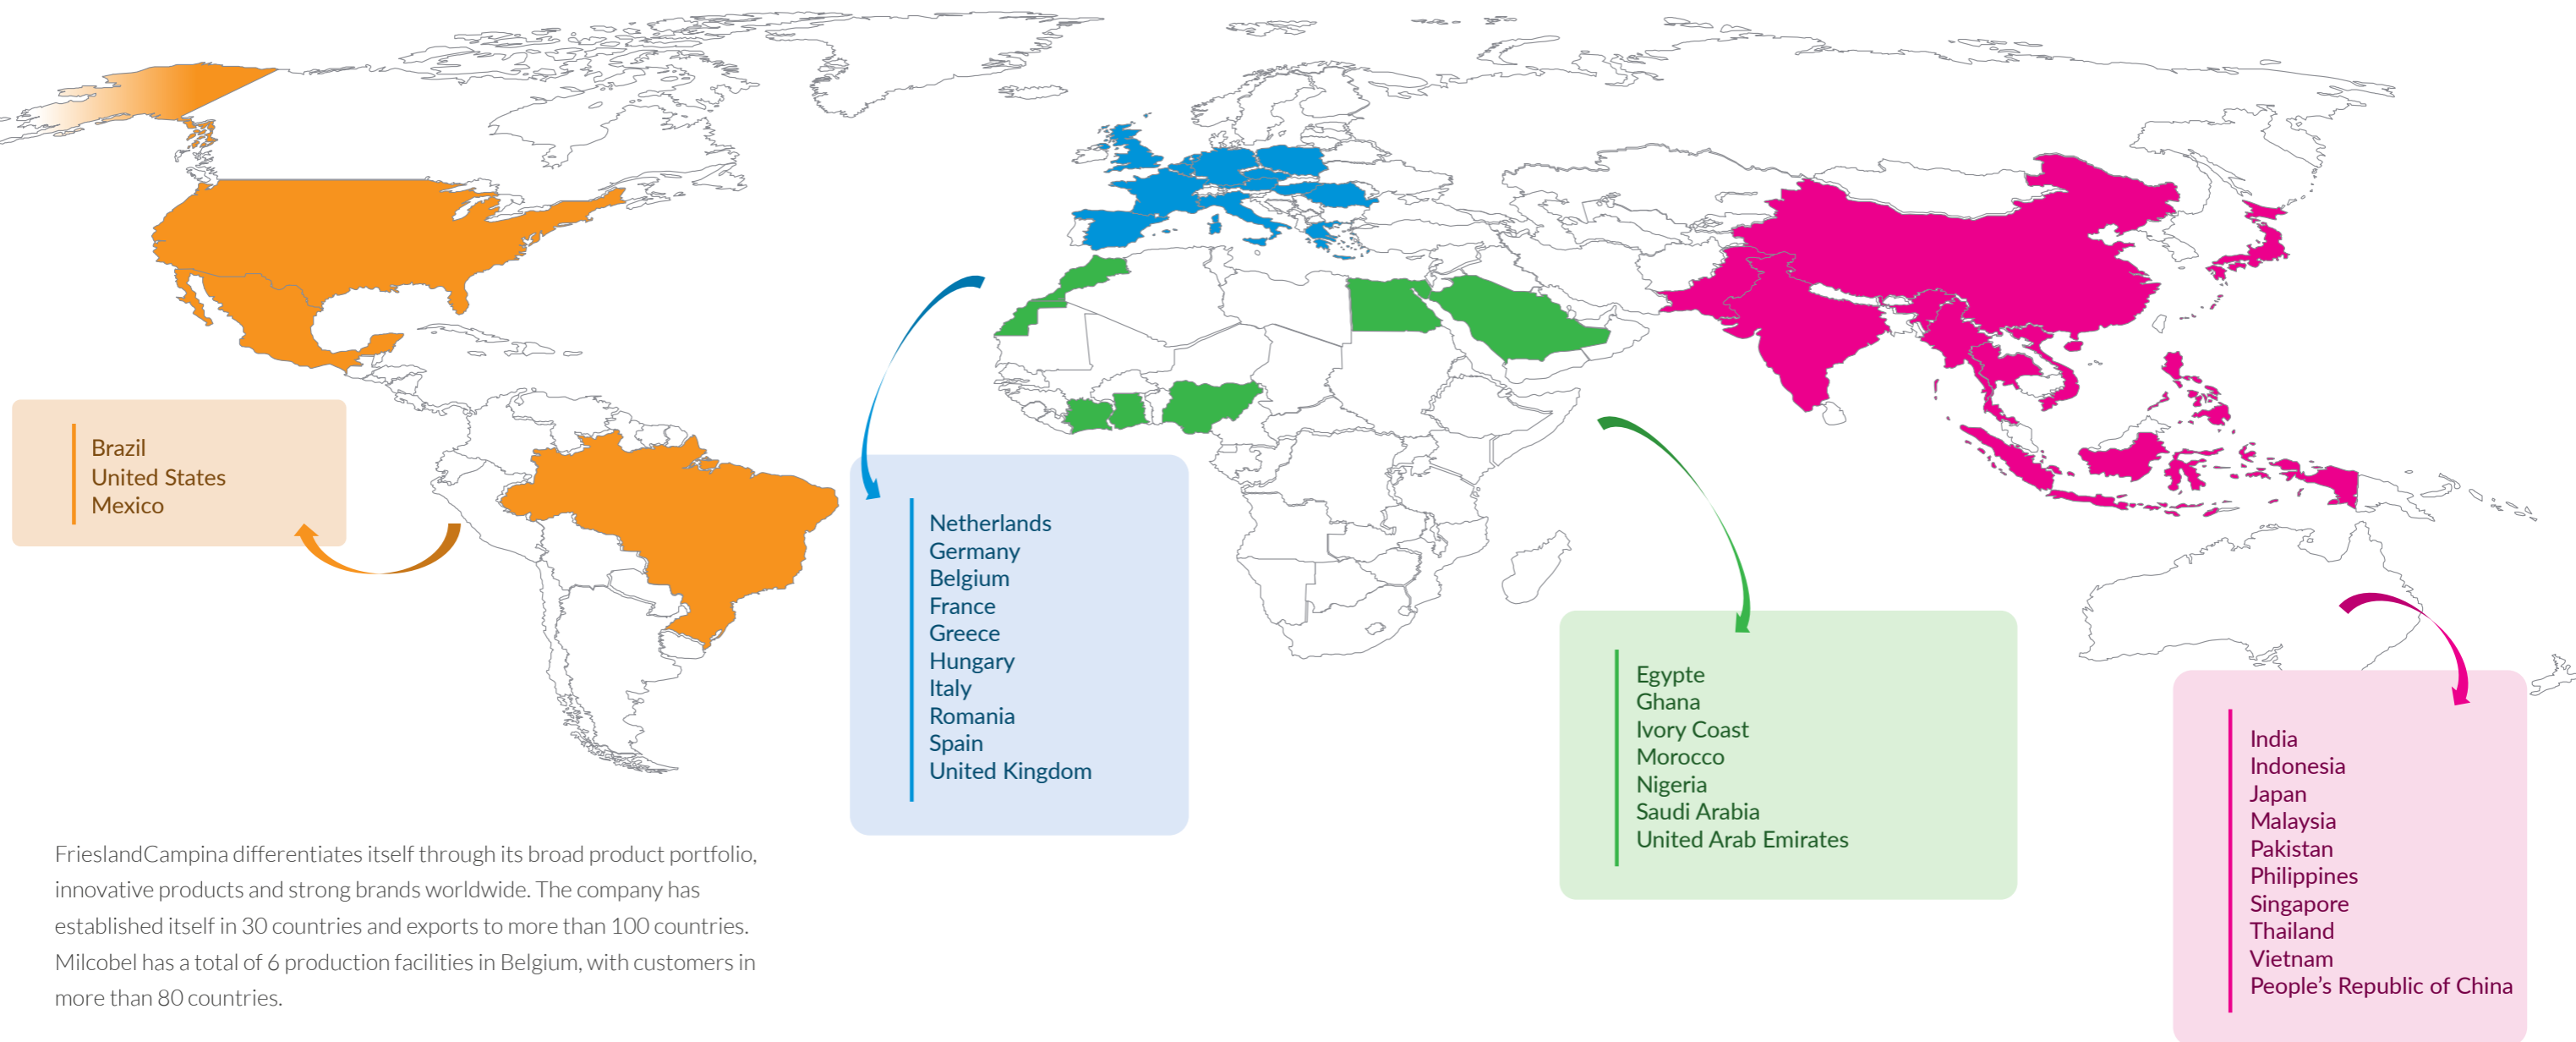 Brazil
United States
Mexico
Netherlands
Germany
Belgium
France
Greece
Hungary
Italy
Romania
Spain
United Kingdom
Egypte
Ghana
Ivory Coast
Morocco
Nigeria
Saudi Arabia
United Arab Emirates
India
Indonesia
Japan
Malaysia
Pakistan
Philippines
Singapore
Thailand
Vietnam
People’s Republic of China
FrieslandCampina differentiates itself through its broad product portfolio,
innovative products and strong brands worldwide. The company has
established itself in 30 countries and exports to more than 100 countries.
Milcobel has a total of 6 production facilities in Belgium, with customers in
more than 80 countries.